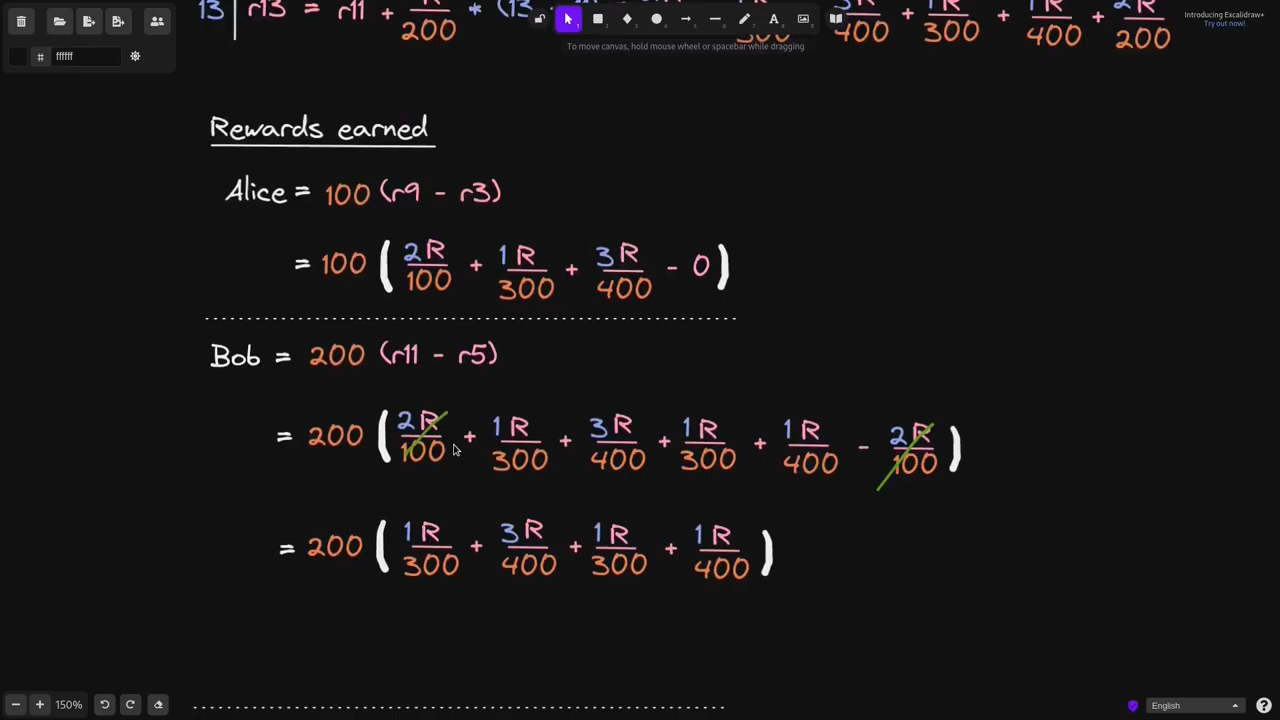 Introducing Excalidraw+
Try out now!
To move canvas, hold mouse wheel or spacebar while dragging
# ffffff
13 | r13 = r11 + R/200 * (13
R/400 + 1R/300 + 1R/400 + 2R/200
Rewards earned
Alice = 100 (r9 - r3)
= 100 ( 2R/100 + 1R/300 + 3R/400 - 0 )
Bob = 200 (r11 - r5)
= 200 ( 2R/100 + 1R/300 + 3R/400 + 1R/300 + 1R/400 - 2R/100 )
= 200 ( 1R/300 + 3R/400 + 1R/300 + 1R/400 )
150%
English